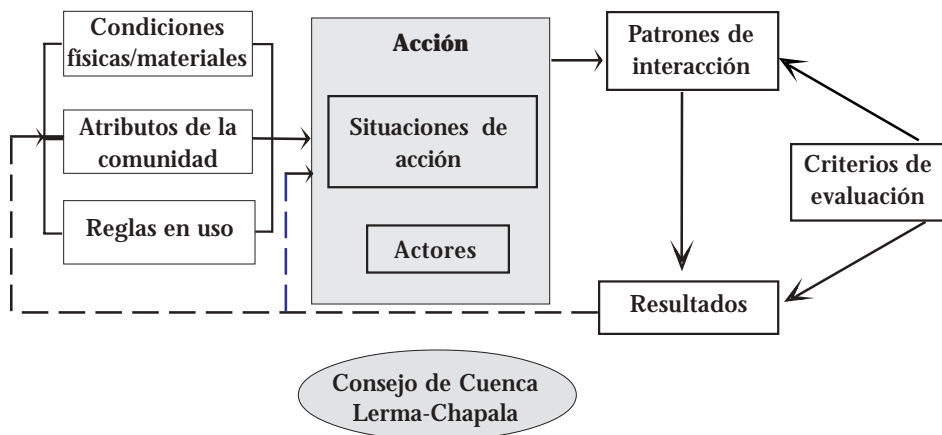 Condiciones
físicas/materiales
Atributos de la
comunidad
Reglas en uso
Acción
Situaciones de
acción
Actores
Patrones de
interacción
Criterios de
evaluación
Resultados
Consejo de Cuenca
Lerma-Chapala